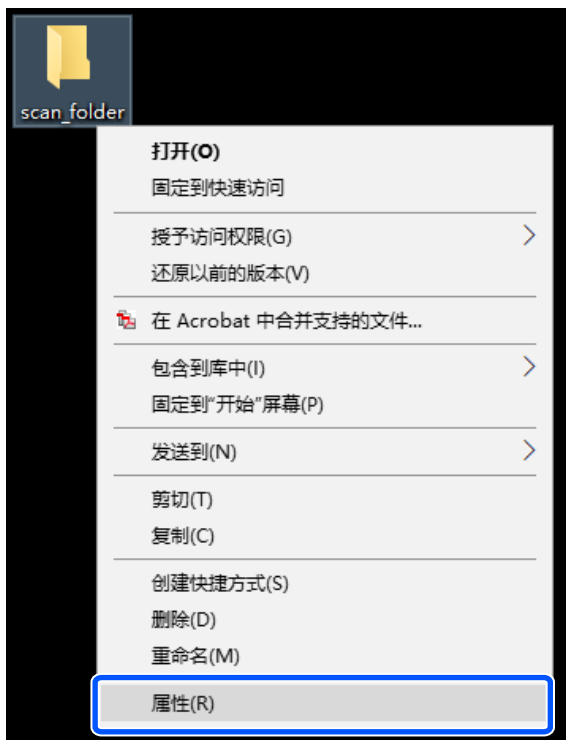 scan_folder
打开(O)
固定到快速访问
授予访问权限(G)
还原以前的版本(V)
在 Acrobat 中合并支持的文件...
包含到库中(I)
固定到“开始”屏幕(P)
发送到(N)
剪切(T)
复制(C)
创建快捷方式(S)
删除(D)
重命名(M)
属性(R)